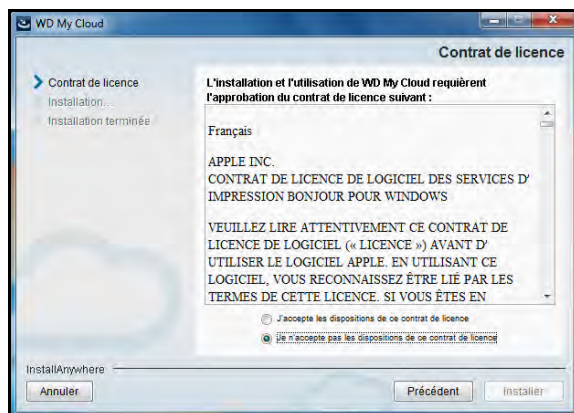 WD My Cloud
Contrat de licence
Contrat de licence
Installation...
Installation terminée
L'installation et l'utilisation de WD My Cloud requièrent
l'approbation du contrat de licence suivant :
Français
APPLE INC.
CONTRAT DE LICENCE DE LOGICIEL DES SERVICES D'
IMPRESSION BONJOUR POUR WINDOWS
VEUILLEZ LIRE ATTENTIVEMENT CE CONTRAT DE
LICENCE DE LOGICIEL (« LICENCE ») AVANT D'
UTILISER LE LOGICIEL APPLE. EN UTILISANT CE
LOGICIEL, VOUS RECONNAISSEZ ÊTRE LIÉ PAR LES
TERMES DE CETTE LICENCE. SI VOUS ÊTES EN
J'accepte les dispositions de ce contrat de licence
Je n'accepte pas les dispositions de ce contrat de licence
InstallAnywhere
Annuler
Précédent
Installer